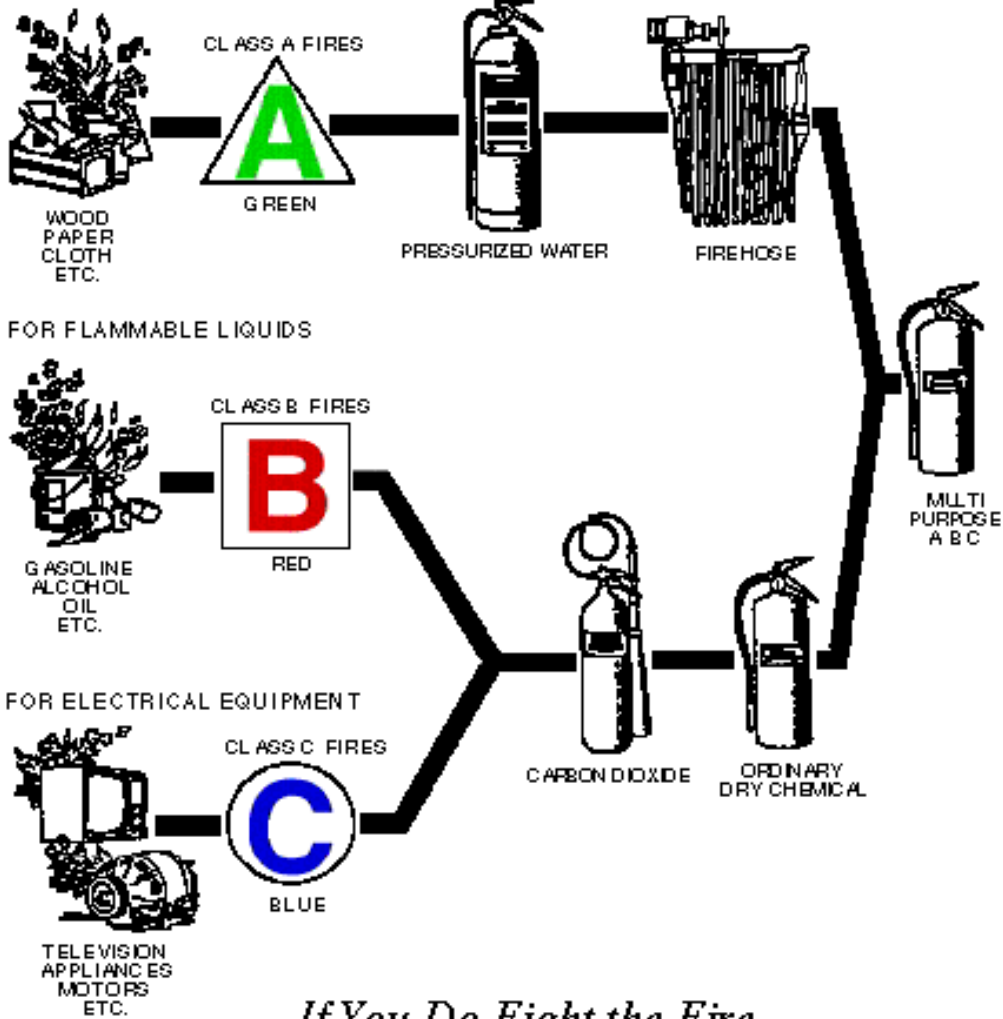 CLASS A FIRES
A
GREEN
WOOD
PAPER
CLOTH
ETC.
PRESSURIZED WATER
FIREHOSE
FOR FLAMMABLE LIQUIDS
CLASS B FIRES
B
RED
GASOLINE
ALCOHOL
OIL
ETC.
MULTI
PURPOSE
A B C
FOR ELECTRICAL EQUIPMENT
CLASS C FIRES
C
BLUE
CARBON DIOXIDE
ORDINARY
DRY CHEMICAL
TELEVISION
APPLIANCES
MOTORS
ETC.
If You Do Fight the Fire